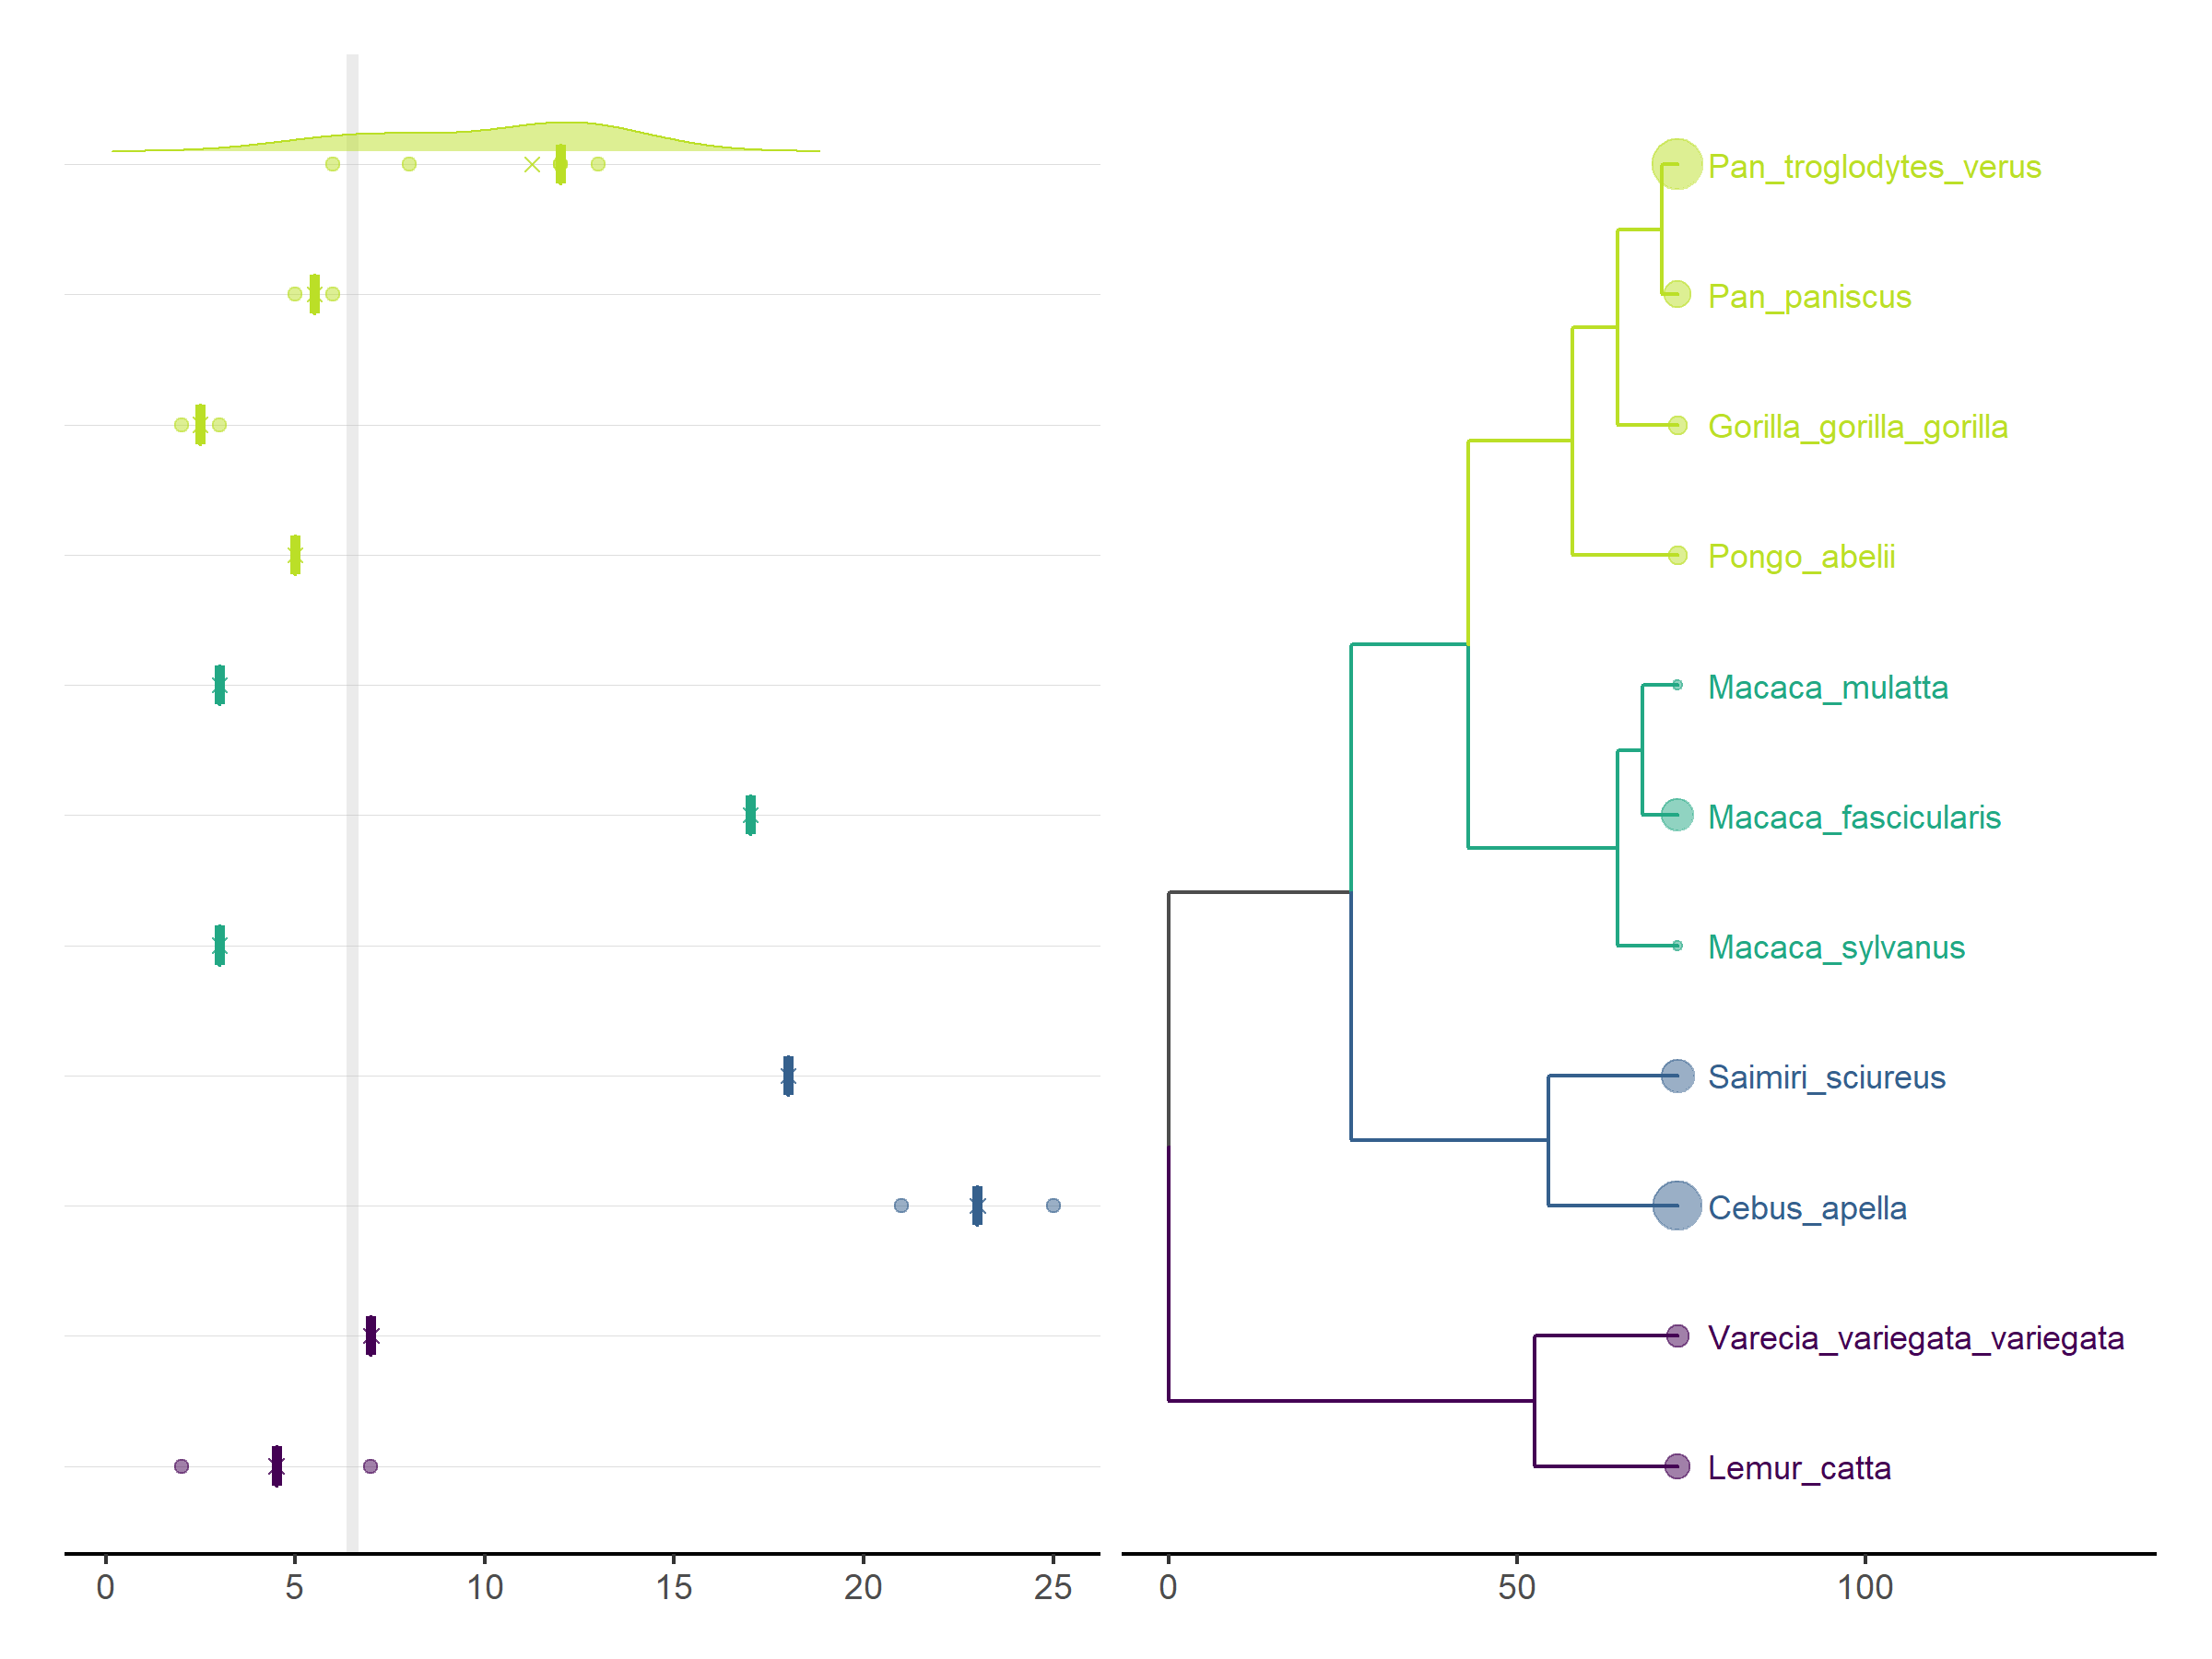 Pan_troglodytes_verus
Pan_paniscus
Gorilla_gorilla_gorilla
Pongo_abelii
Macaca_mulatta
Macaca_fascicularis
Macaca_sylvanus
Saimiri_sciureus
Cebus_apella
Varecia_variegata_variegata
Lemur_catta
0 5 10 15 20 25 0 50 100